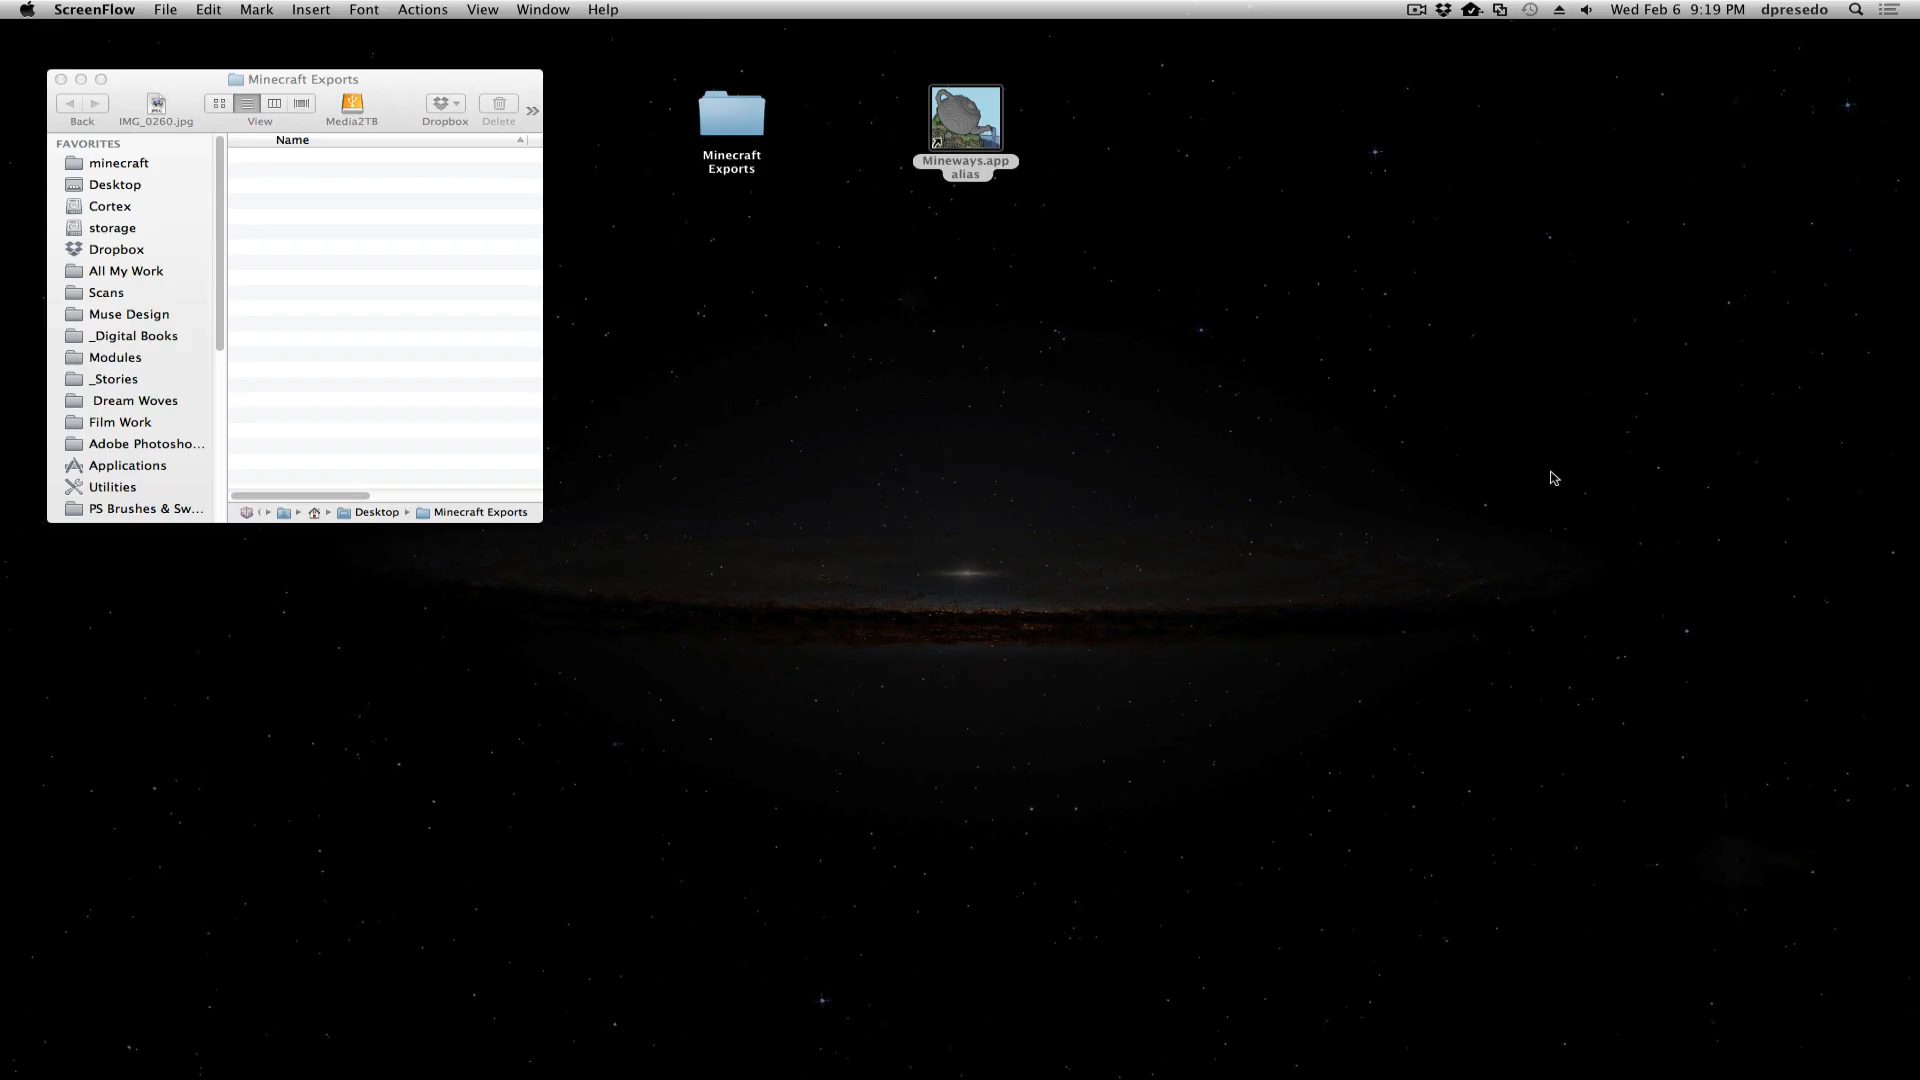 ScreenFlow File Edit Mark Insert Font Actions View Window Help Wed Feb 6 9:19 PM dpresedo
Minecraft Exports
Back IMG_0260.jpg View Media2TB Dropbox Delete
FAVORITES
Name
minecraft
Desktop
Cortex
storage
Dropbox
All My Work
Scans
Muse Design
_Digital Books
Modules
_Stories
Dream Woves
Film Work
Adobe Photosho...
Applications
Utilities
PS Brushes & Sw...
Desktop Minecraft Exports
Minecraft
Exports
Mineways.app
alias